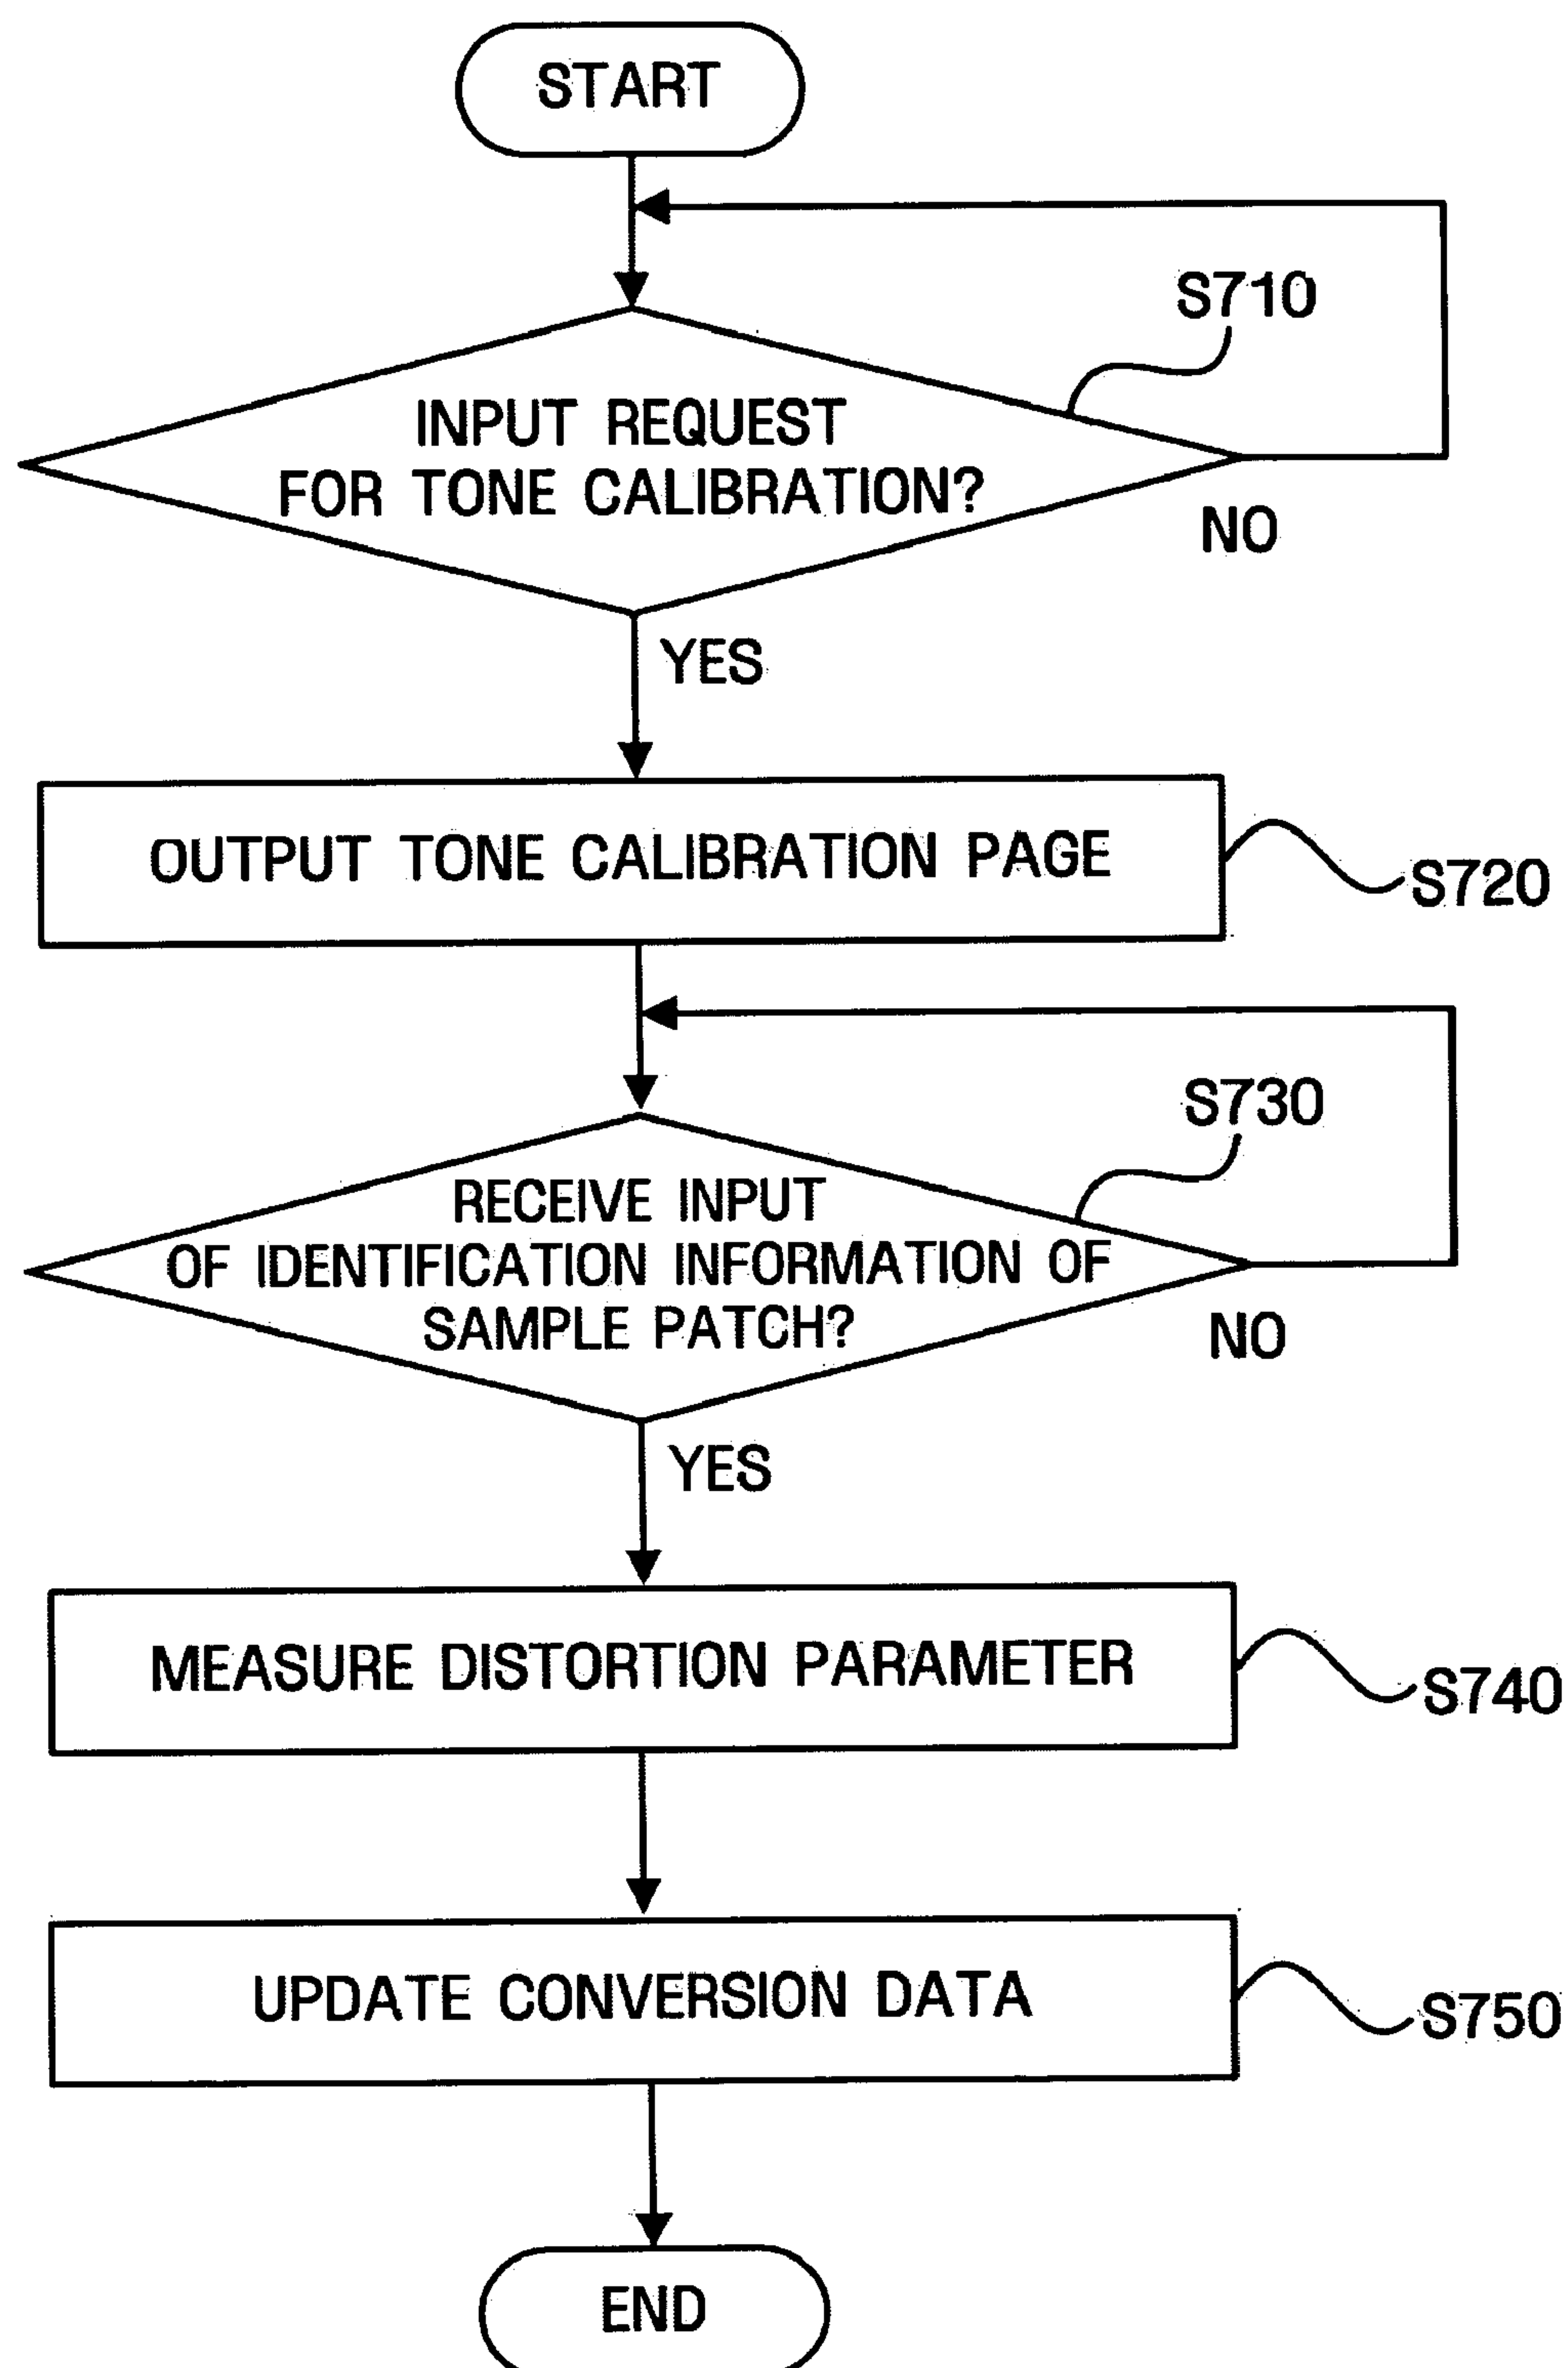 START
S710
INPUT REQUEST
FOR TONE CALIBRATION?
NO
YES
OUTPUT TONE CALIBRATION PAGE
S720
S730
RECEIVE INPUT
OF IDENTIFICATION INFORMATION OF
SAMPLE PATCH?
NO
YES
MEASURE DISTORTION PARAMETER
S740
UPDATE CONVERSION DATA
S750
END